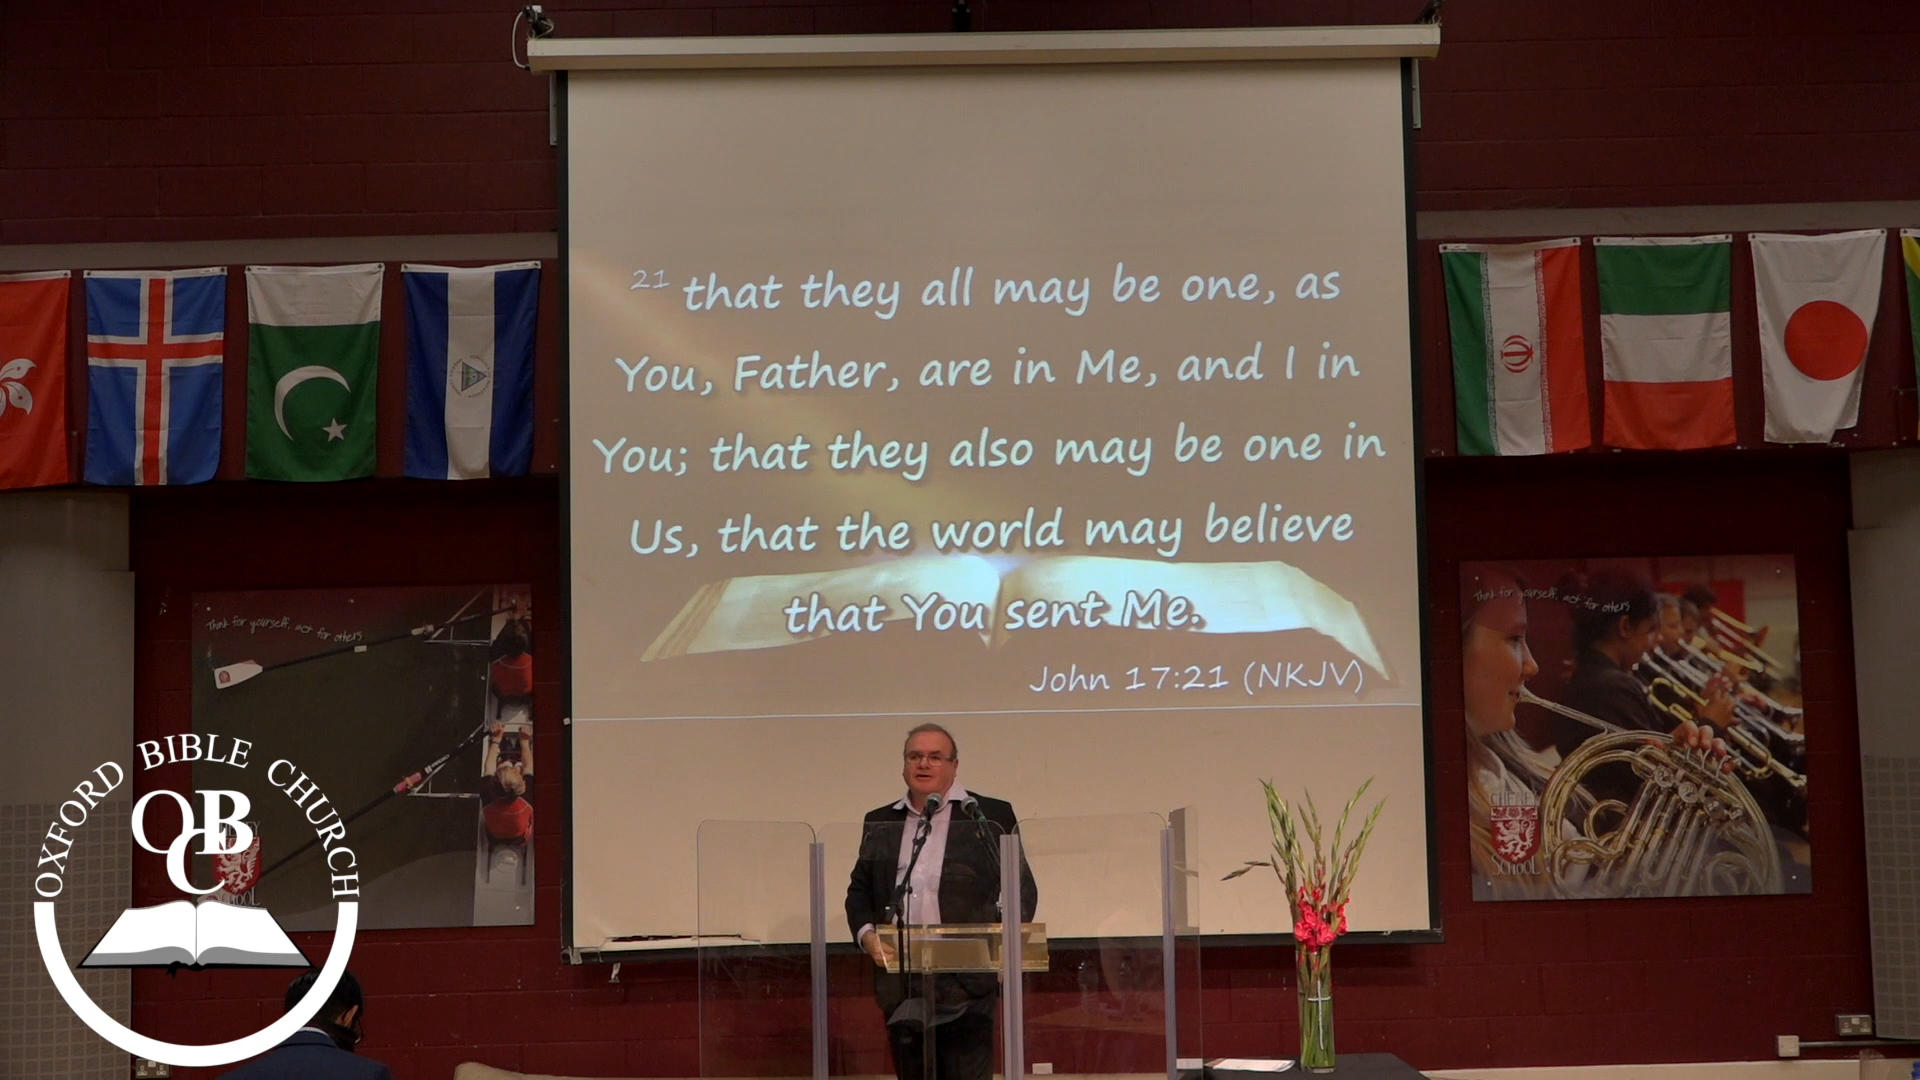 21 that they all may be one, as
You, Father, are in Me, and I in
You; that they also may be one in
Us, that the world may believe
that You sent Me.
John 17:21 (NKJV)
Think for yourself, act for others
Think for yourself, act for others
OXFORD BIBLE CHURCH
OBC
SCHOOL